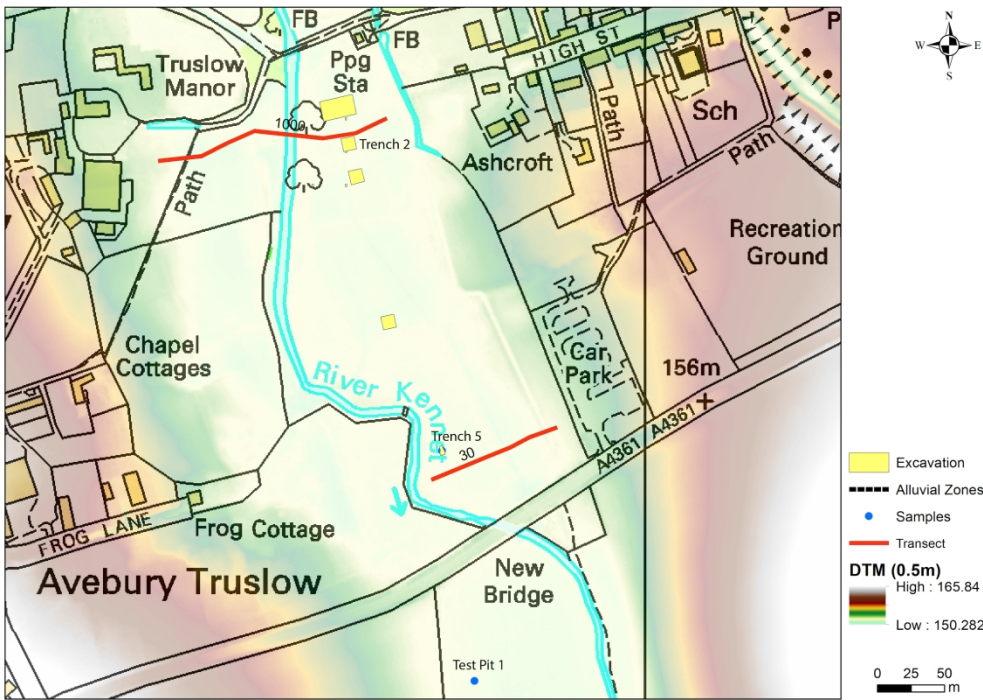 FB
FB
Truslow
Manor
Ppg
Sta
HIGH ST
P
Path
Sch
1000
Trench 2
Ashcroft
Path
Path
Recreation
Ground
Chapel
Cottages
River Kennet
Car
Park
156m
Trench 5
30
A4361
A4361
FROG LANE
Frog Cottage
Avebury Truslow
New
Bridge
Test Pit 1
N
W
E
S
Excavation
Alluvial Zones
Samples
Transect
DTM (0.5m)
High : 165.84
Low : 150.282
0 25 50
m